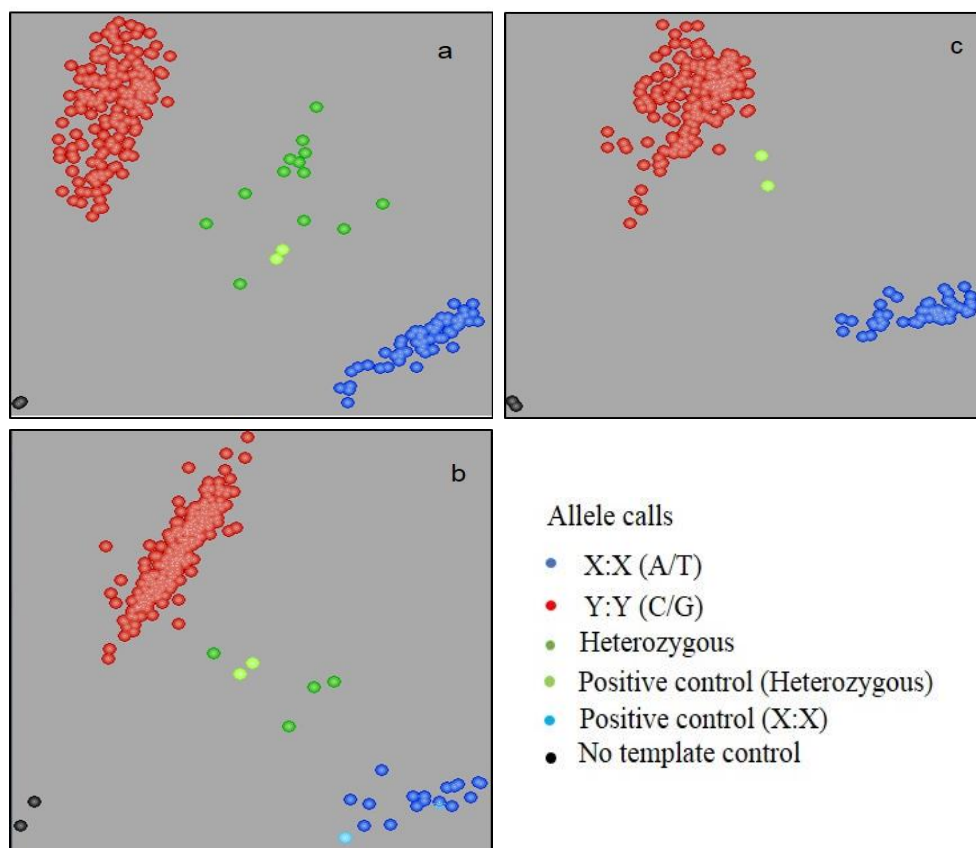 a
c
b
Allele calls
X:X (A/T)
Y:Y (C/G)
Heterozygous
Positive control (Heterozygous)
Positive control (X:X)
No template control